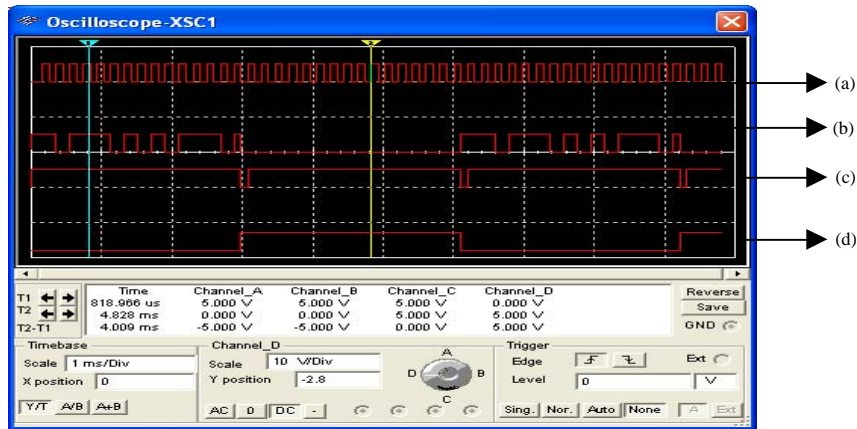 Oscilloscope-XSC1
(a)
(b)
(c)
(d)
Time Channel_A Channel_B Channel_C Channel_D
T1 818.966 us 5.000 V 5.000 V 5.000 V 0.000 V
T2 4.828 ms 0.000 V 0.000 V 5.000 V 5.000 V
T2-T1 4.009 ms -5.000 V -5.000 V 0.000 V 5.000 V
Reverse
Save
GND
Timebase
Scale 1 ms/Div
X position 0
Y/T A/B A+B
Channel_D
Scale 10 V/Div
Y position -2.8
AC 0 DC -
A
D B
C
Trigger
Edge Ext
Level 0 V
Sing. Nor. Auto None A Ext